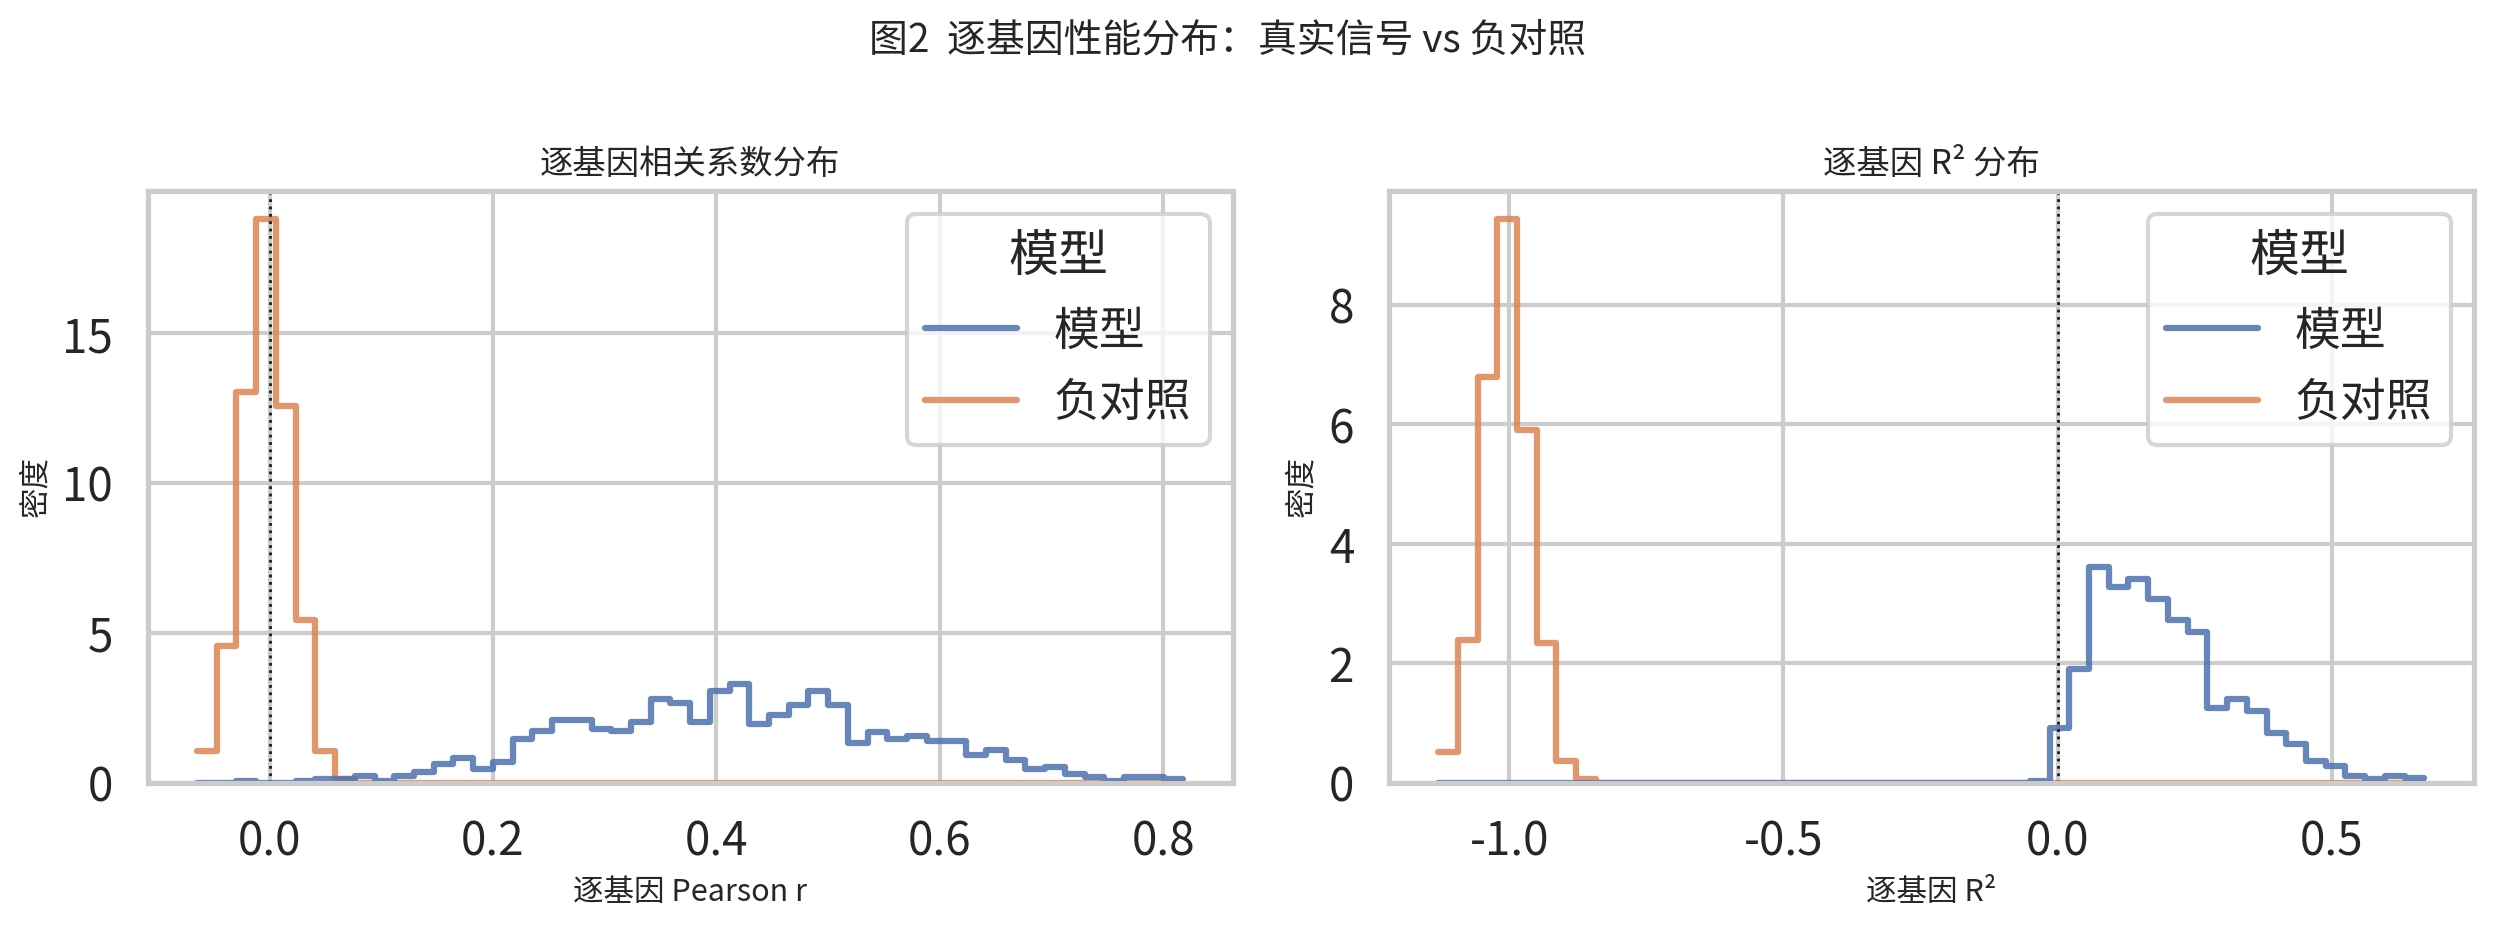 图2 逐基因性能分布：真实信号 vs 负对照
逐基因相关系数分布
密度
15
10
5
0
0.0 0.2 0.4 0.6 0.8
逐基因 Pearson r
模型
模型
负对照
逐基因 R² 分布
密度
8
6
4
2
0
-1.0 -0.5 0.0 0.5
逐基因 R²
模型
模型
负对照